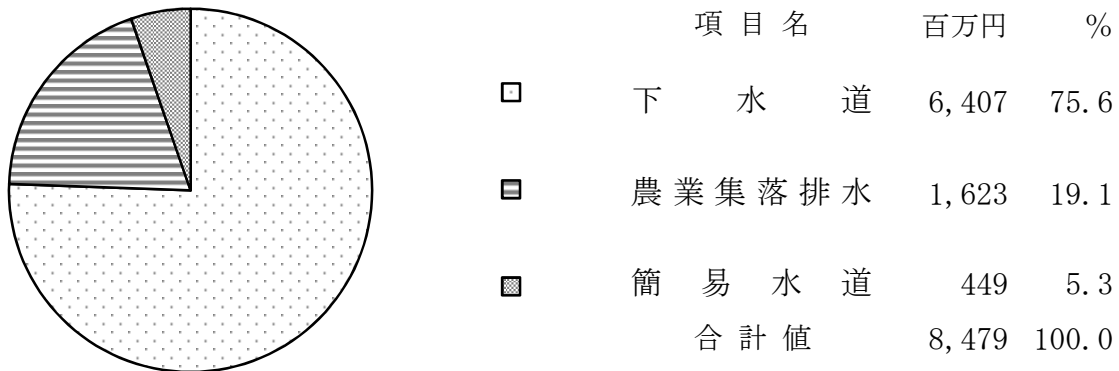 項目名 百万円 %
下水道 6,407 75.6
農業集落排水 1,623 19.1
簡易水道 449 5.3
合計値 8,479 100.0